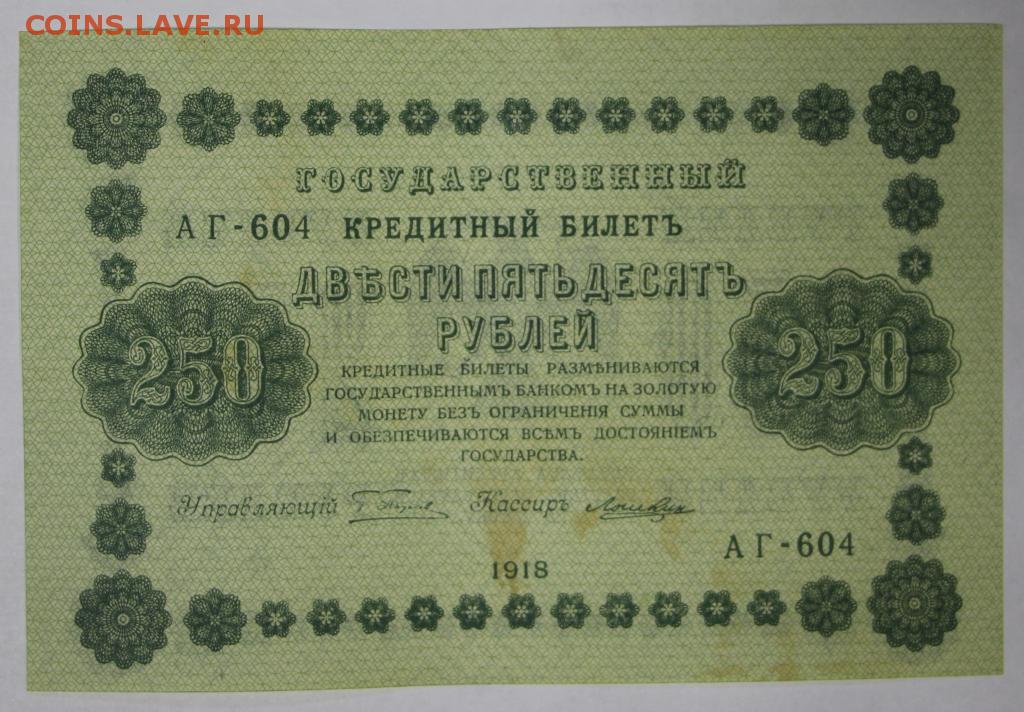 COINS.LAVE.RU
ГОСУДАРСТВЕННЫЙ
АГ-604 КРЕДИТНЫЙ БИЛЕТЪ
ДВѢСТИ ПЯТЬДЕСЯТЪ
РУБЛЕЙ
250 250
КРЕДИТНЫЕ БИЛЕТЫ РАЗМѢНИВАЮТСЯ
ГОСУДАРСТВЕННЫМЪ БАНКОМЪ НА ЗОЛОТУЮ
МОНЕТУ БЕЗЪ ОГРАНИЧЕНІЯ СУММЫ
И ОБЕЗПЕЧИВАЮТСЯ ВСѢМЪ ДОСТОЯНІЕМЪ
ГОСУДАРСТВА.
Управляющій Кассиръ
АГ-604
1918